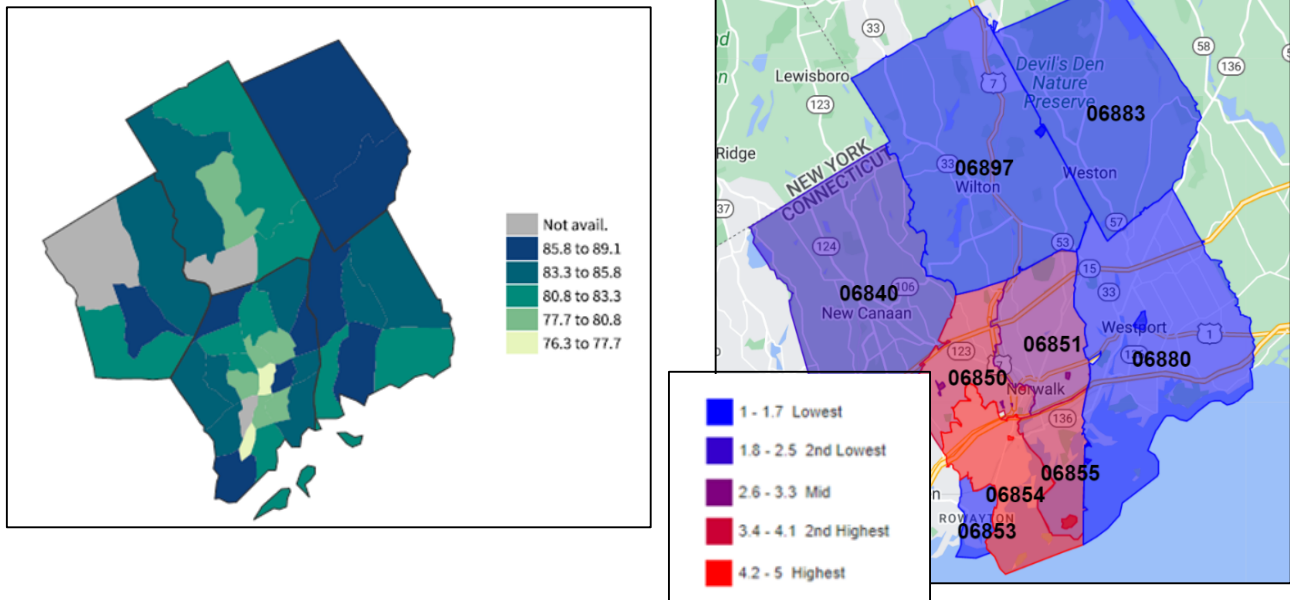 Not avail.
85.8 to 89.1
83.3 to 85.8
80.8 to 83.3
77.7 to 80.8
76.3 to 77.7
33
58
136
Lewisboro
7
Devil's Den
Nature
Preserve
123
06883
Ridge
NEW YORK
CONNECTICUT
33
06897
Wilton
Weston
37
57
124
53
15
106
06840
New Canaan
33
Westport
1
06851
06880
123
7
06850
Norwalk
136
06855
06854
ROWAYTON
06853
1 - 1.7 Lowest
1.8 - 2.5 2nd Lowest
2.6 - 3.3 Mid
3.4 - 4.1 2nd Highest
4.2 - 5 Highest